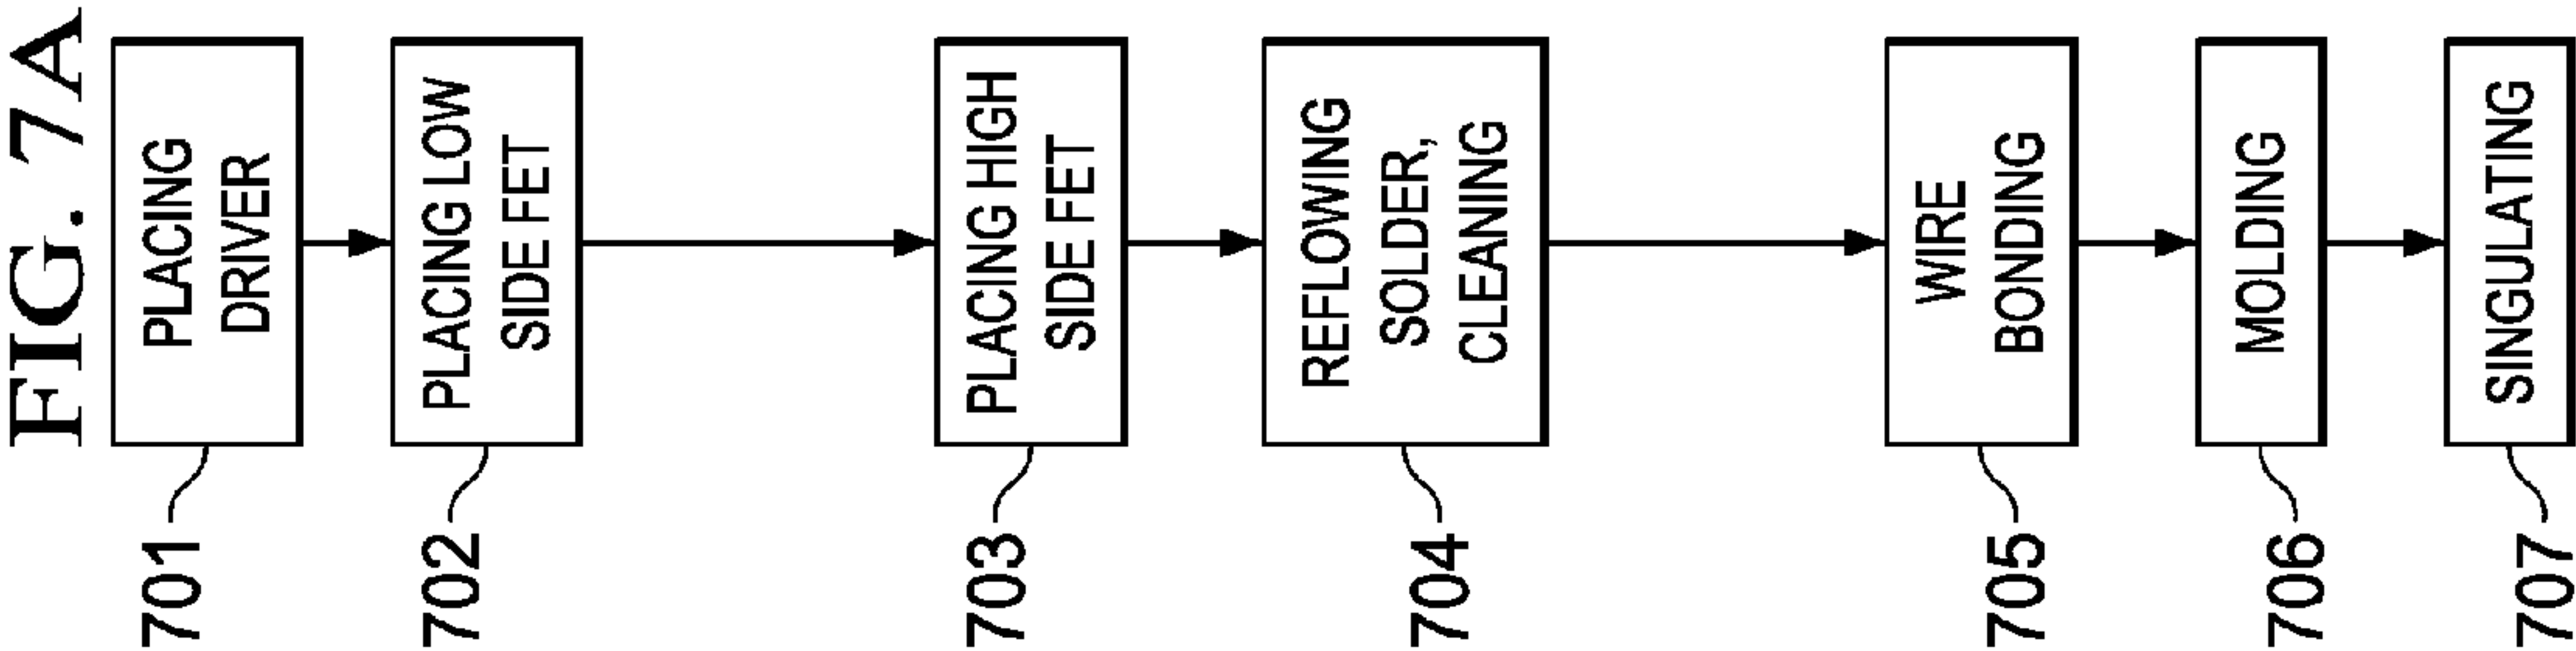 FIG. 7A
701
PLACING
DRIVER
702
PLACING LOW
SIDE FET
703
PLACING HIGH
SIDE FET
704
REFLOWING
SOLDER,
CLEANING
705
WIRE
BONDING
706
MOLDING
707
SINGULATING